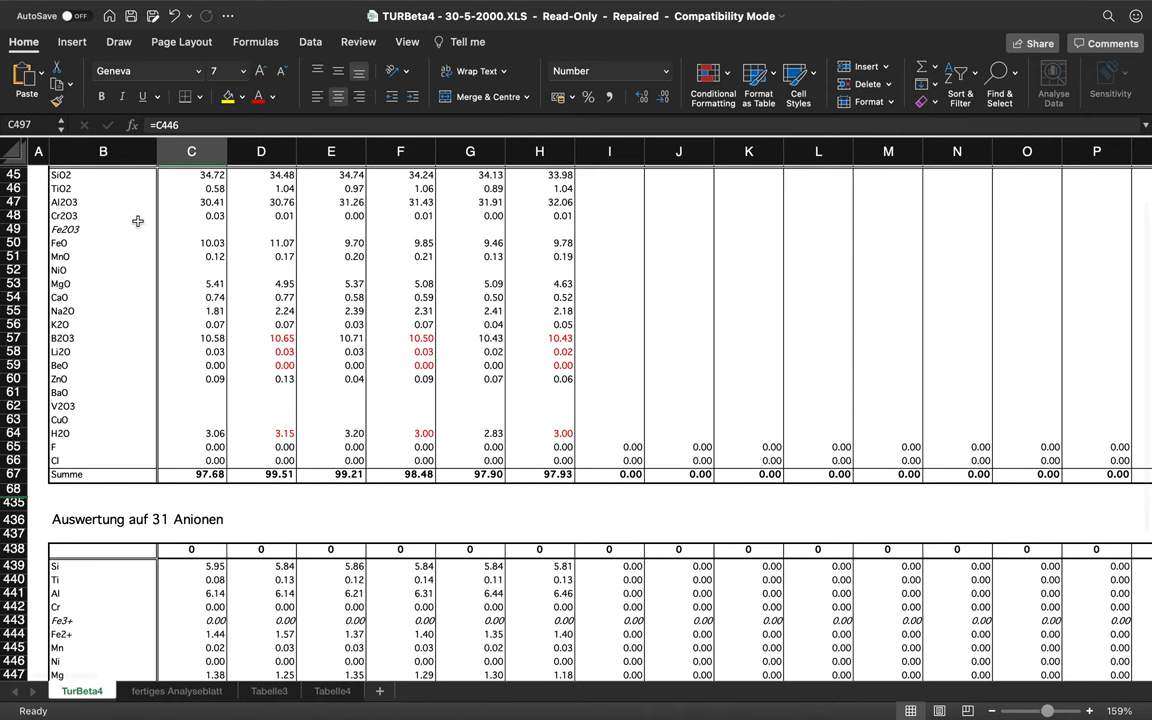 AutoSave OFF TURBeta4 - 30-5-2000.XLS - Read-Only - Repaired - Compatibility Mode
Home Insert Draw Page Layout Formulas Data Review View Tell me Share Comments
Paste Geneva 7 A A Wrap Text Number Conditional Formatting Format as Table Cell Styles Insert Sort & Filter Find & Select Analyse Data Sensitivity
B I U A Merge & Centre % Delete
Format
C497 fx =C446
A B C D E F G H I J K L M N O P
45 SiO2 34.72 34.48 34.74 34.24 34.13 33.98
46 TiO2 0.58 1.04 0.97 1.06 0.89 1.04
47 Al2O3 30.41 30.76 31.26 31.43 31.91 32.06
48 Cr2O3 0.03 0.01 0.00 0.01 0.00 0.01
49 Fe2O3
50 FeO 10.03 11.07 9.70 9.85 9.46 9.78
51 MnO 0.12 0.17 0.20 0.21 0.13 0.19
52 NiO
53 MgO 5.41 4.95 5.37 5.08 5.09 4.63
54 CaO 0.74 0.77 0.58 0.59 0.50 0.52
55 Na2O 1.81 2.24 2.39 2.31 2.41 2.18
56 K2O 0.07 0.07 0.03 0.07 0.04 0.05
57 B2O3 10.58 10.65 10.71 10.50 10.43 10.43
58 Li2O 0.03 0.03 0.03 0.03 0.02 0.02
59 BeO 0.00 0.00 0.00 0.00 0.00 0.00
60 ZnO 0.09 0.13 0.04 0.09 0.07 0.06
61 BaO
62 V2O3
63 CuO
64 H2O 3.06 3.15 3.20 3.00 2.83 3.00
65 F 0.00 0.00 0.00 0.00 0.00 0.00 0.00 0.00 0.00 0.00 0.00 0.00 0.00 0.00
66 Cl 0.00 0.00 0.00 0.00 0.00 0.00 0.00 0.00 0.00 0.00 0.00 0.00 0.00 0.00
67 Summe 97.68 99.51 99.21 98.48 97.90 97.93 0.00 0.00 0.00 0.00 0.00 0.00 0.00 0.00
68
435
436 Auswertung auf 31 Anionen
437
438 0 0 0 0 0 0 0 0 0 0 0 0 0 0
439 Si 5.95 5.84 5.86 5.84 5.84 5.81 0.00 0.00 0.00 0.00 0.00 0.00 0.00 0.00
440 Ti 0.08 0.13 0.12 0.14 0.11 0.13 0.00 0.00 0.00 0.00 0.00 0.00 0.00 0.00
441 Al 6.14 6.14 6.21 6.31 6.44 6.46 0.00 0.00 0.00 0.00 0.00 0.00 0.00 0.00
442 Cr 0.00 0.00 0.00 0.00 0.00 0.00 0.00 0.00 0.00 0.00 0.00 0.00 0.00 0.00
443 Fe3+ 0.00 0.00 0.00 0.00 0.00 0.00 0.00 0.00 0.00 0.00 0.00 0.00 0.00 0.00
444 Fe2+ 1.44 1.57 1.37 1.40 1.35 1.40 0.00 0.00 0.00 0.00 0.00 0.00 0.00 0.00
445 Mn 0.02 0.03 0.03 0.03 0.02 0.03 0.00 0.00 0.00 0.00 0.00 0.00 0.00 0.00
446 Ni 0.00 0.00 0.00 0.00 0.00 0.00 0.00 0.00 0.00 0.00 0.00 0.00 0.00 0.00
447 Mg 1.38 1.25 1.35 1.29 1.30 1.18 0.00 0.00 0.00 0.00 0.00 0.00 0.00 0.00
TurBeta4 fertiges Analyseblatt Tabelle3 Tabelle4
Ready 159%